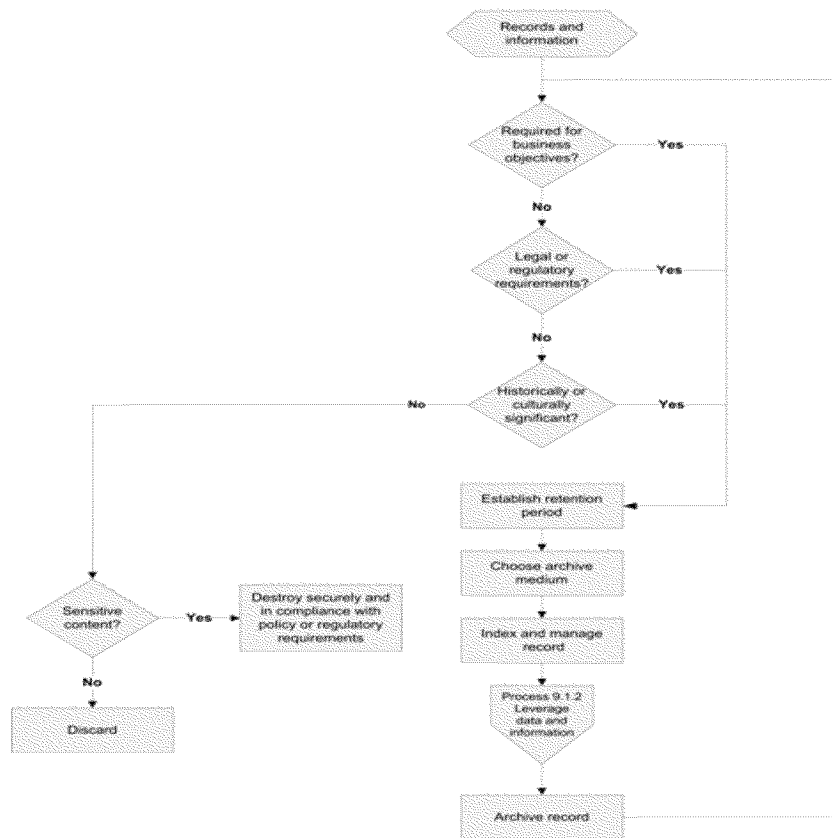 Records and
information
Required for
business
objectives?
Yes
No
Legal or
regulatory
requirements?
Yes
No
Historically or
culturally
significant?
No
Yes
Establish retention
period
Choose archive
medium
Sensitive
content?
Yes
Destroy securely and
in compliance with
policy or regulatory
requirements
Index and manage
record
No
Process 9.1.2
Leverage
data and
information
Discard
Archive record